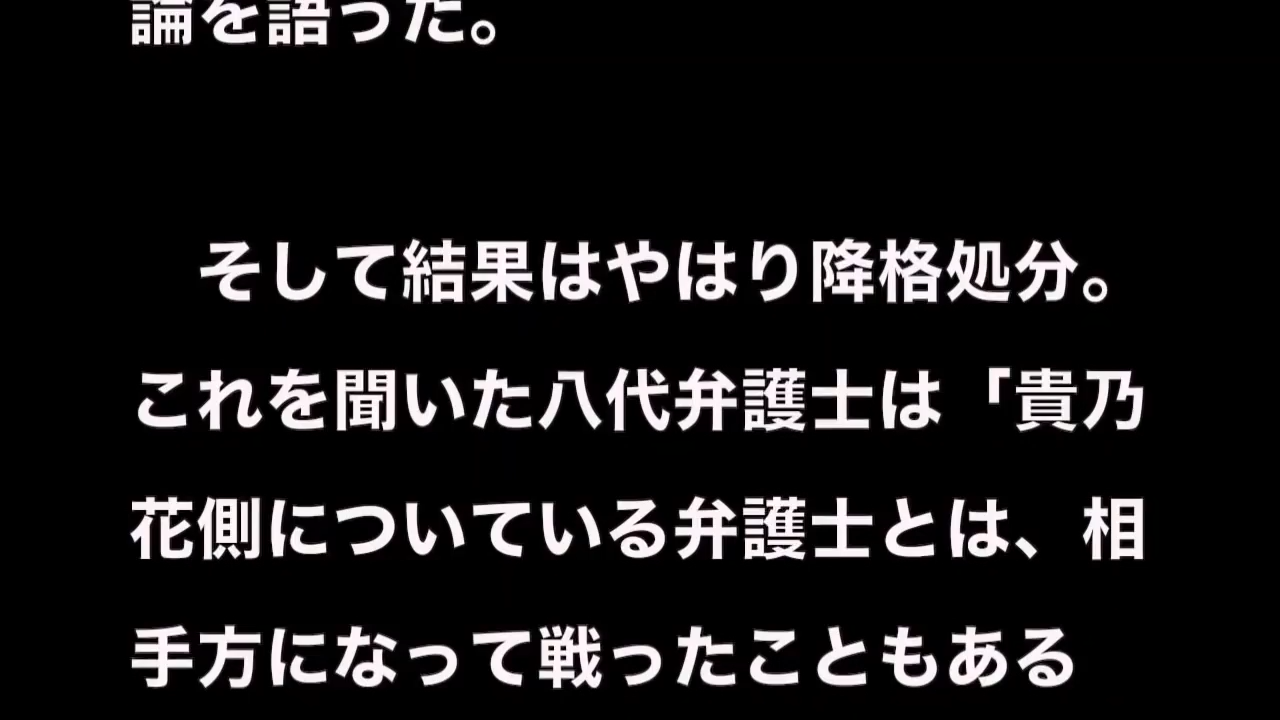 論を語った。
そして結果はやはり降格処分。
これを聞いた八代弁護士は「貴乃
花側についている弁護士とは、相
手方になって戦ったこともある